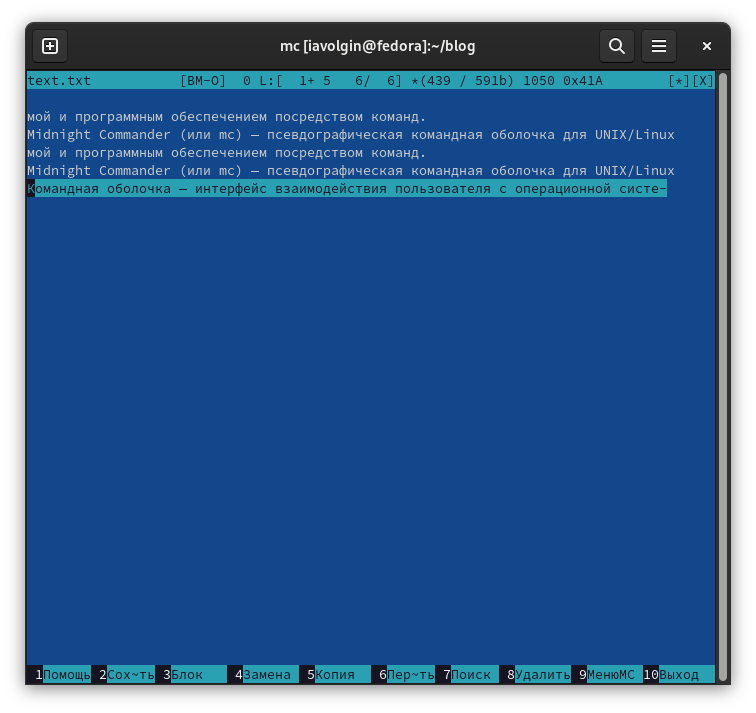 mc [iavolgin@fedora]:~/blog
text.txt [BM-O] 0 L:[ 1+ 5 6/ 6] *(439 / 591b) 1050 0x41A [*][X]
мой и программным обеспечением посредством команд.
Midnight Commander (или mc) — псевдографическая командная оболочка для UNIX/Linux
мой и программным обеспечением посредством команд.
Midnight Commander (или mc) — псевдографическая командная оболочка для UNIX/Linux
Командная оболочка — интерфейс взаимодействия пользователя с операционной систе-
1Помощь 2Сох~ть 3Блок 4Замена 5Копия 6Пер~ть 7Поиск 8Удалить 9МенюMC 10Выход